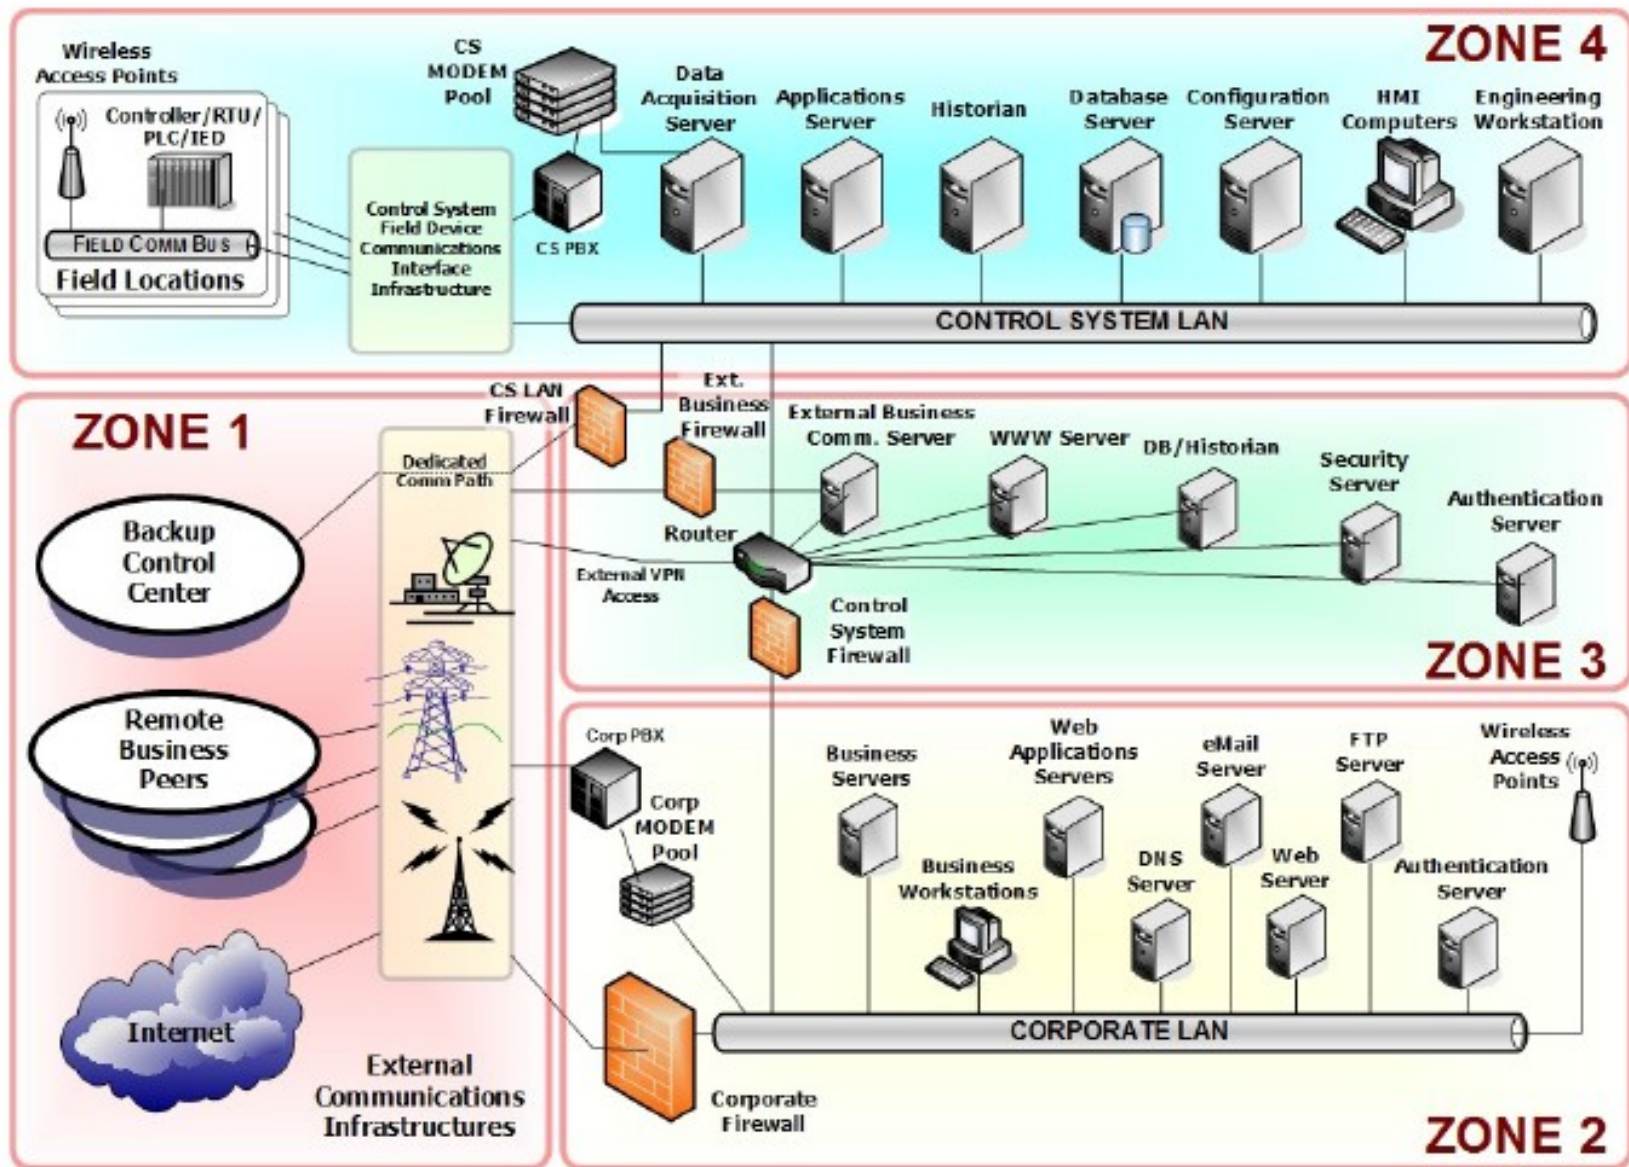 ZONE 4
Wireless
Access Points
Controller/RTU/
PLC/IED
FIELD COMM BUS
Field Locations
Control System
Field Device
Communications
Interface
Infrastructure
CS
MODEM
Pool
CS PBX
Data
Acquisition
Server
Applications
Server
Historian
Database
Server
Configuration
Server
HMI
Computers
Engineering
Workstation
CONTROL SYSTEM LAN
ZONE 1
CS LAN
Firewall
Dedicated
Comm Path
Backup
Control
Center
Remote
Business
Peers
Internet
External
Communications
Infrastructures
Ext.
Business
Firewall
External Business
Comm. Server
WWW Server
DB/Historian
Security
Server
Authentication
Server
Router
External VPN
Access
Control
System
Firewall
ZONE 3
Corp PBX
Corp
MODEM
Pool
Business
Servers
Business
Workstations
Web
Applications
Servers
DNS
Server
eMail
Server
Web
Server
FTP
Server
Authentication
Server
Wireless
Access
Points
CORPORATE LAN
Corporate
Firewall
ZONE 2